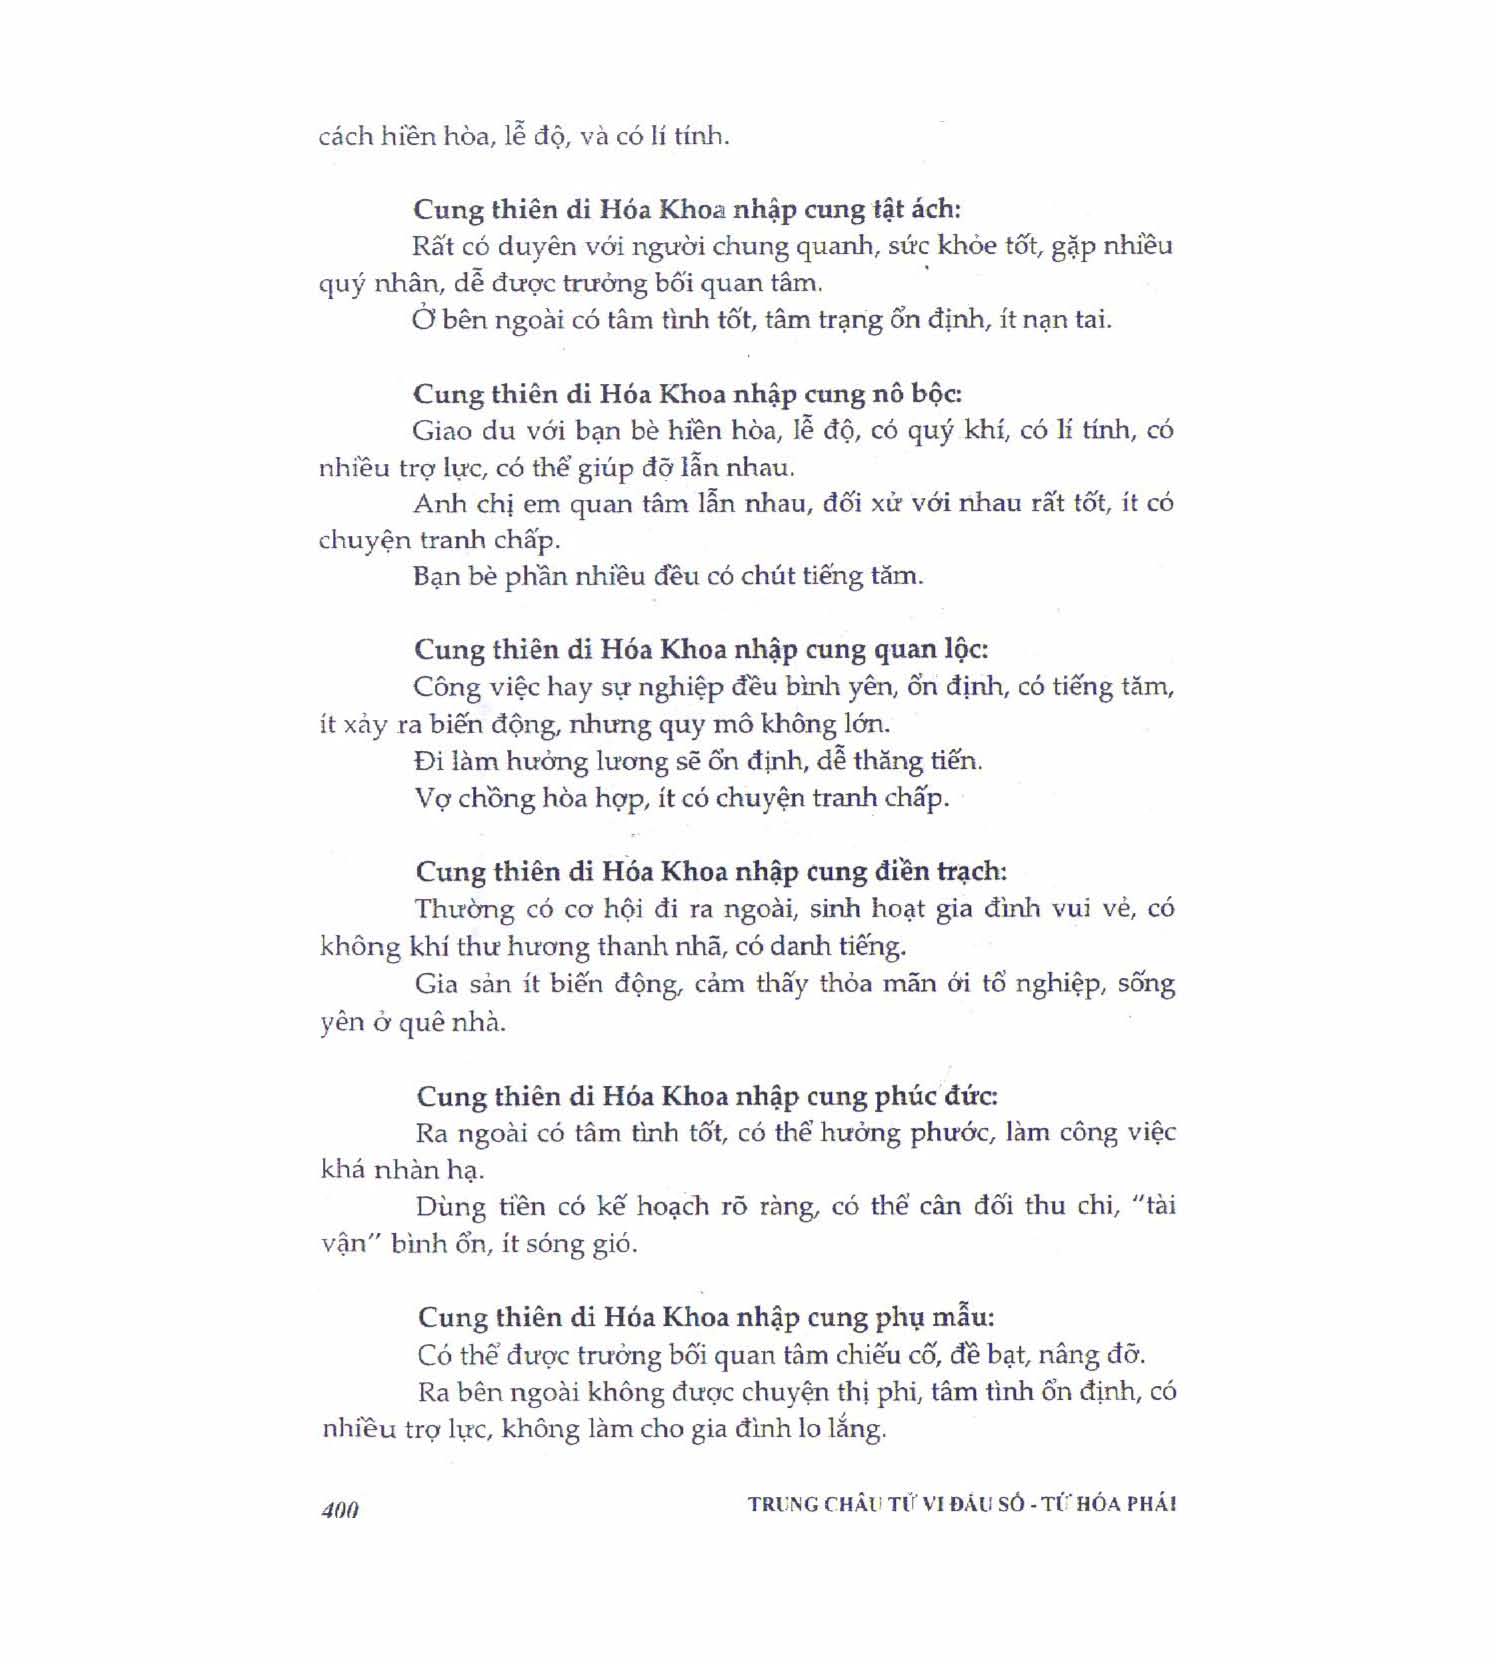 cách hiền hòa, lễ độ, và có lí tính.
Cung thiên di Hóa Khoa nhập cung tật ách:
Rất có duyên với người chung quanh, sức khỏe tốt, gặp nhiều
quý nhân, dễ được trưởng bối quan tâm.
Ở bên ngoài có tâm tình tốt, tâm trạng ổn định, ít nạn tai.
Cung thiên di Hóa Khoa nhập cung nô bộc:
Giao du với bạn bè hiền hòa, lễ độ, có quý khí, có lí tính, có
nhiều trợ lực, có thể giúp đỡ lẫn nhau.
Anh chị em quan tâm lẫn nhau, đối xử với nhau rất tốt, ít có
chuyện tranh chấp.
Bạn bè phần nhiều đều có chút tiếng tăm.
Cung thiên di Hóa Khoa nhập cung quan lộc:
Công việc hay sự nghiệp đều bình yên, ổn định, có tiếng tăm,
ít xảy ra biến động, nhưng quy mô không lớn.
Đi làm hưởng lương sẽ ổn định, dễ thăng tiến.
Vợ chồng hòa hợp, ít có chuyện tranh chấp.
Cung thiên di Hóa Khoa nhập cung điền trạch:
Thường có cơ hội đi ra ngoài, sinh hoạt gia đình vui vẻ, có
không khí thư hương thanh nhã, có danh tiếng.
Gia sản ít biến động, cảm thấy thỏa mãn ới tổ nghiệp, sống
yên ở quê nhà.
Cung thiên di Hóa Khoa nhập cung phúc đức:
Ra ngoài có tâm tình tốt, có thể hưởng phước, làm công việc
khá nhàn hạ.
Dùng tiền có kế hoạch rõ ràng, có thể cân đối thu chi, "tài
vận" bình ổn, ít sóng gió.
Cung thiên di Hóa Khoa nhập cung phụ mẫu:
Có thể được trưởng bối quan tâm chiếu cố, đề bạt, nâng đỡ.
Ra bên ngoài không được chuyện thị phi, tâm tình ổn định, có
nhiều trợ lực, không làm cho gia đình lo lắng.
400
TRUNG CHÂU TỬ VI ĐẨU SỐ - TỨ HÓA PHÁI